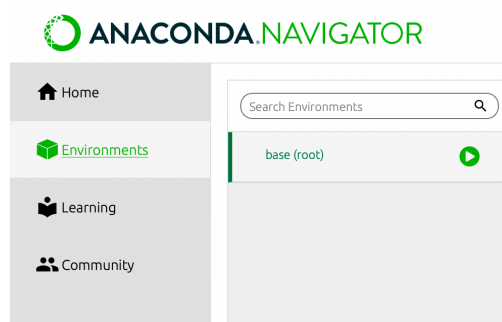 ANACONDA.NAVIGATOR
Home
Search Environments
Environments
base (root)
Learning
Community